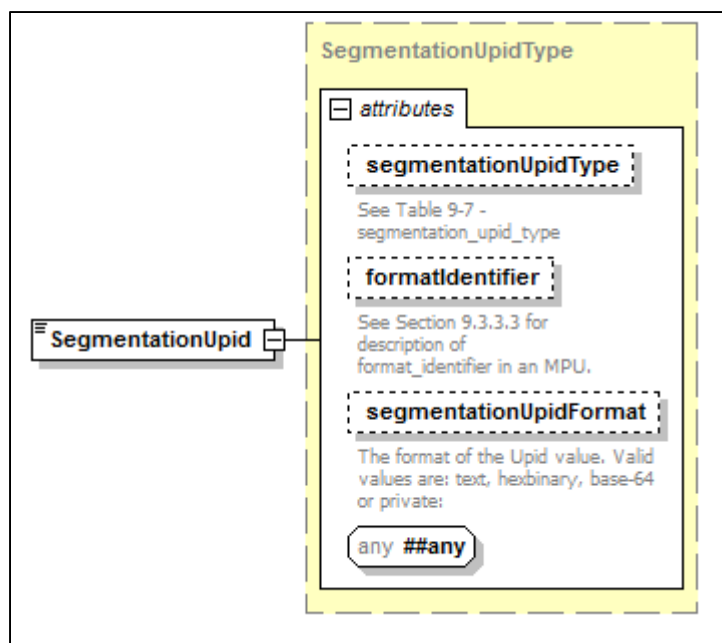 SegmentationUpidType
attributes
segmentationUpidType
See Table 9-7 -
segmentation_upid_type
formatIdentifier
See Section 9.3.3.3 for
description of
format_identifier in an MPU.
SegmentationUpid
segmentationUpidFormat
The format of the Upid value. Valid
values are: text, hexbinary, base-64
or private:
any ##any